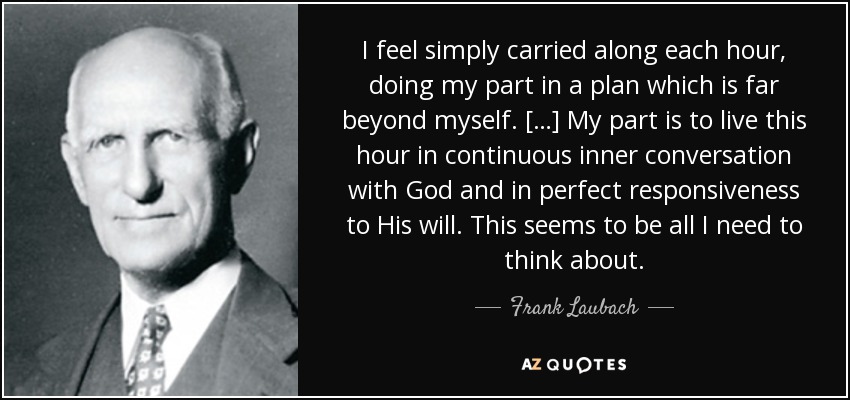 I feel simply carried along each hour,
doing my part in a plan which is far
beyond myself. [...] My part is to live this
hour in continuous inner conversation
with God and in perfect responsiveness
to His will. This seems to be all I need to
think about.
Frank Laubach
AZ QUOTES